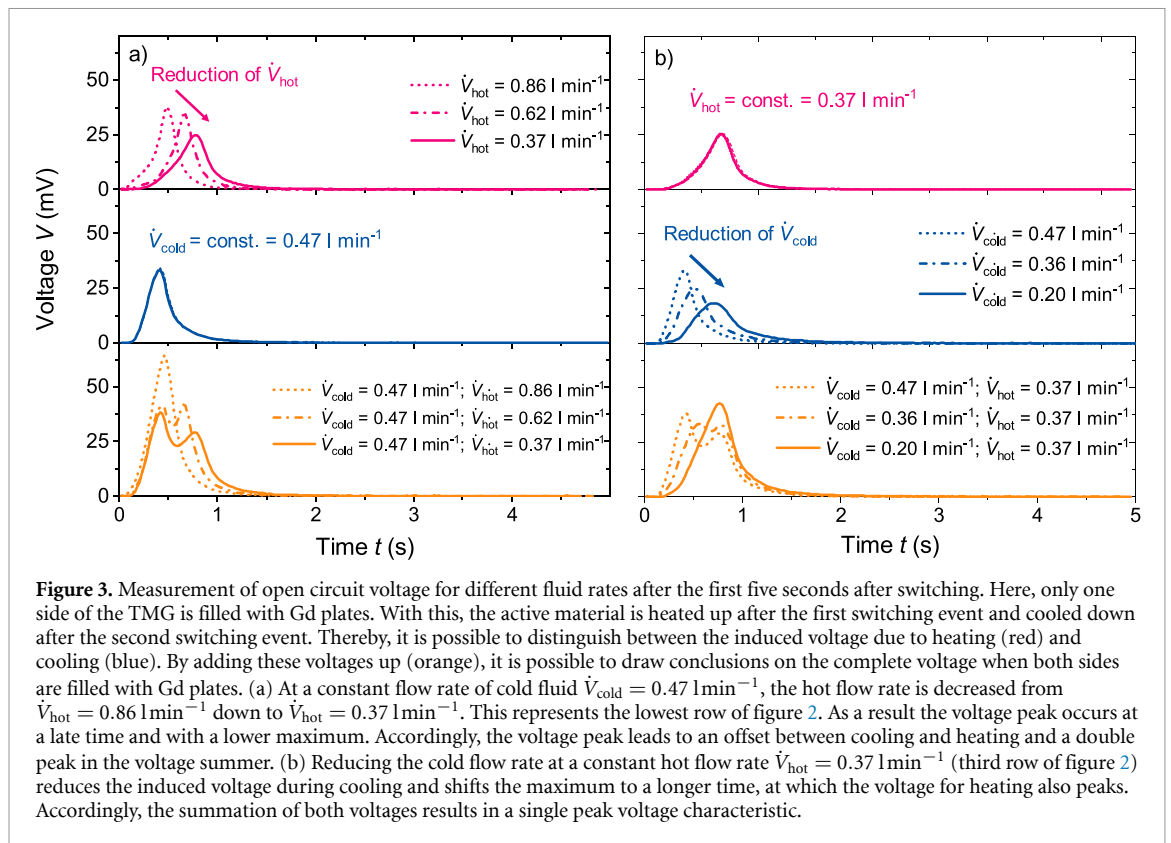 a)
Reduction of V̇hot
V̇hot = 0.86 l min-1
V̇hot = 0.62 l min-1
V̇hot = 0.37 l min-1
50
25
0
V̇cold = const. = 0.47 l min-1
50
25
0
V̇cold = 0.47 l min-1; V̇hot = 0.86 l min-1
V̇cold = 0.47 l min-1; V̇hot = 0.62 l min-1
V̇cold = 0.47 l min-1; V̇hot = 0.37 l min-1
50
25
0
Voltage V (mV)
0 1 2 3 4
Time t (s)
b)
V̇hot = const. = 0.37 l min-1
Reduction of V̇cold
V̇cold = 0.47 l min-1
V̇cold = 0.36 l min-1
V̇cold = 0.20 l min-1
V̇cold = 0.47 l min-1; V̇hot = 0.37 l min-1
V̇cold = 0.36 l min-1; V̇hot = 0.37 l min-1
V̇cold = 0.20 l min-1; V̇hot = 0.37 l min-1
0 1 2 3 4 5
Time t (s)
Figure 3. Measurement of open circuit voltage for different fluid rates after the first five seconds after switching. Here, only one
side of the TMG is filled with Gd plates. With this, the active material is heated up after the first switching event and cooled down
after the second switching event. Thereby, it is possible to distinguish between the induced voltage due to heating (red) and
cooling (blue). By adding these voltages up (orange), it is possible to draw conclusions on the complete voltage when both sides
are filled with Gd plates. (a) At a constant flow rate of cold fluid V̇cold = 0.47 lmin−1, the hot flow rate is decreased from
V̇hot = 0.86 lmin−1 down to V̇hot = 0.37 lmin−1. This represents the lowest row of figure 2. As a result the voltage peak occurs at
a late time and with a lower maximum. Accordingly, the voltage peak leads to an offset between cooling and heating and a double
peak in the voltage summer. (b) Reducing the cold flow rate at a constant hot flow rate V̇hot = 0.37 lmin−1 (third row of figure 2)
reduces the induced voltage during cooling and shifts the maximum to a longer time, at which the voltage for heating also peaks.
Accordingly, the summation of both voltages results in a single peak voltage characteristic.